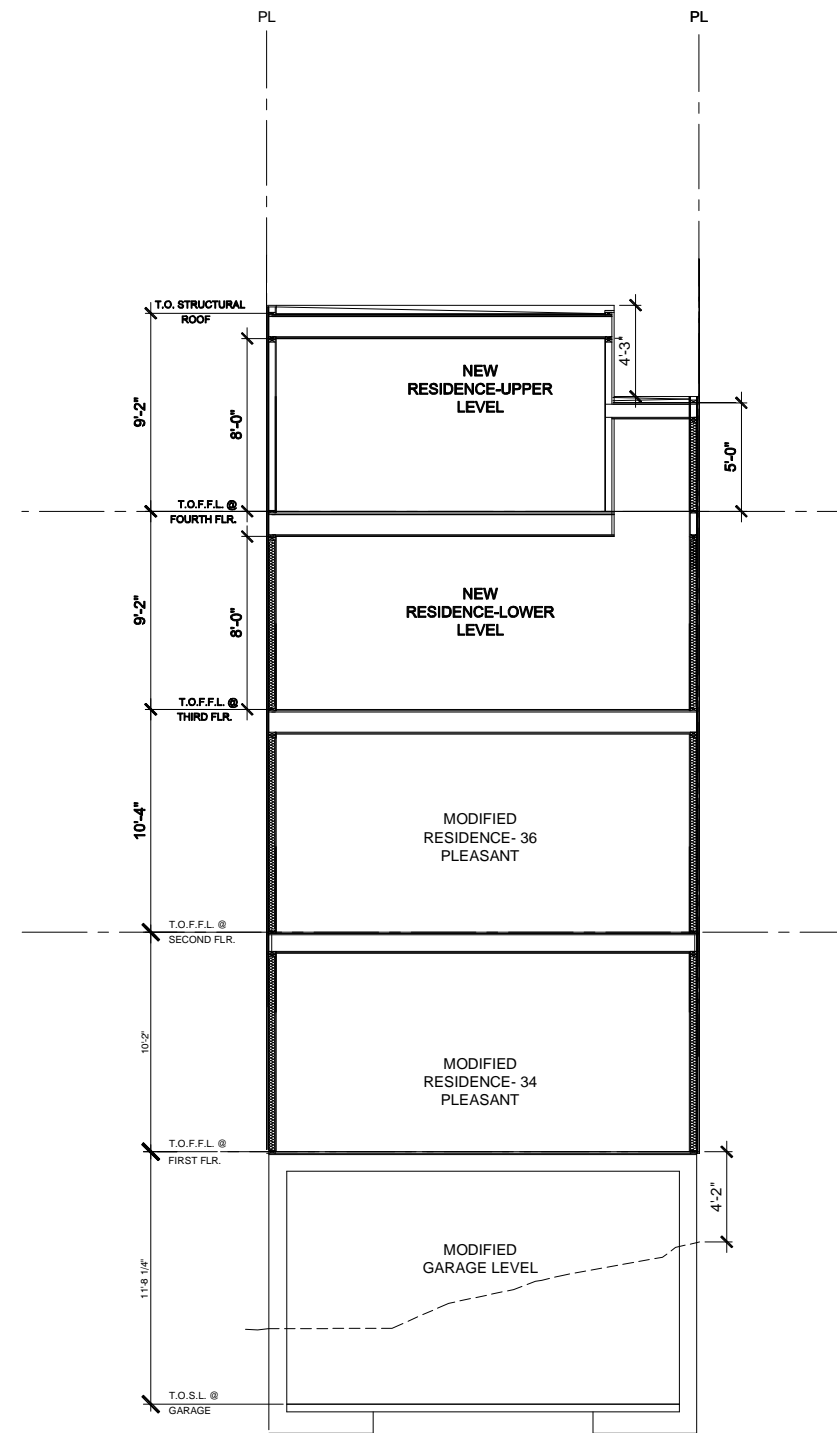 PL
PL
T.O. STRUCTURAL
ROOF
4'-3"
NEW
RESIDENCE-UPPER
LEVEL
9'-2"
8'-0"
5'-0"
T.O.F.F.L. @
FOURTH FLR.
NEW
RESIDENCE-LOWER
LEVEL
9'-2"
8'-0"
T.O.F.F.L. @
THIRD FLR.
10'-4"
MODIFIED
RESIDENCE- 36
PLEASANT
T.O.F.F.L. @
SECOND FLR.
10'-2"
MODIFIED
RESIDENCE- 34
PLEASANT
T.O.F.F.L. @
FIRST FLR.
4'-2"
MODIFIED
GARAGE LEVEL
11'-8 1/4"
T.O.S.L. @
GARAGE